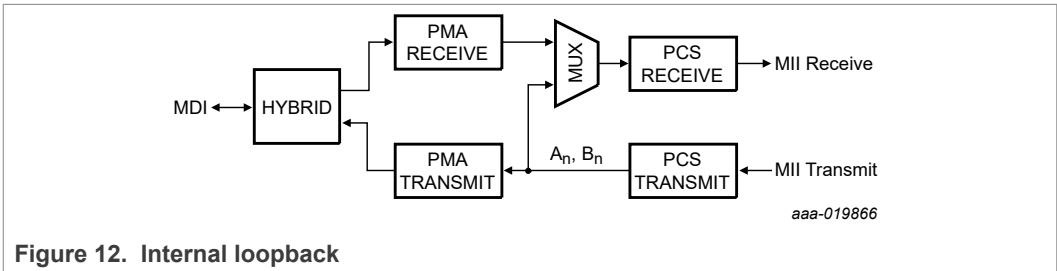 PMA
RECEIVE
MUX
PCS
RECEIVE
MII Receive
MDI
HYBRID
PMA
TRANSMIT
An, Bn
PCS
TRANSMIT
MII Transmit
aaa-019866
Figure 12. Internal loopback